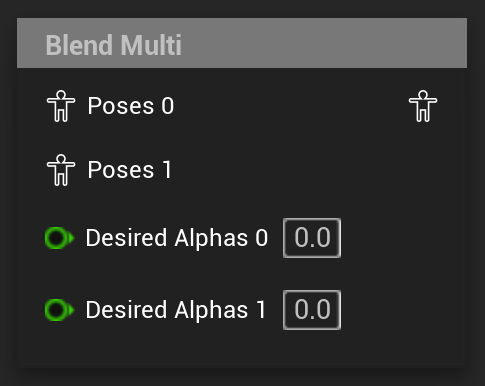 Blend Multi
Poses 0
Poses 1
Desired Alphas 0 0.0
Desired Alphas 1 0.0